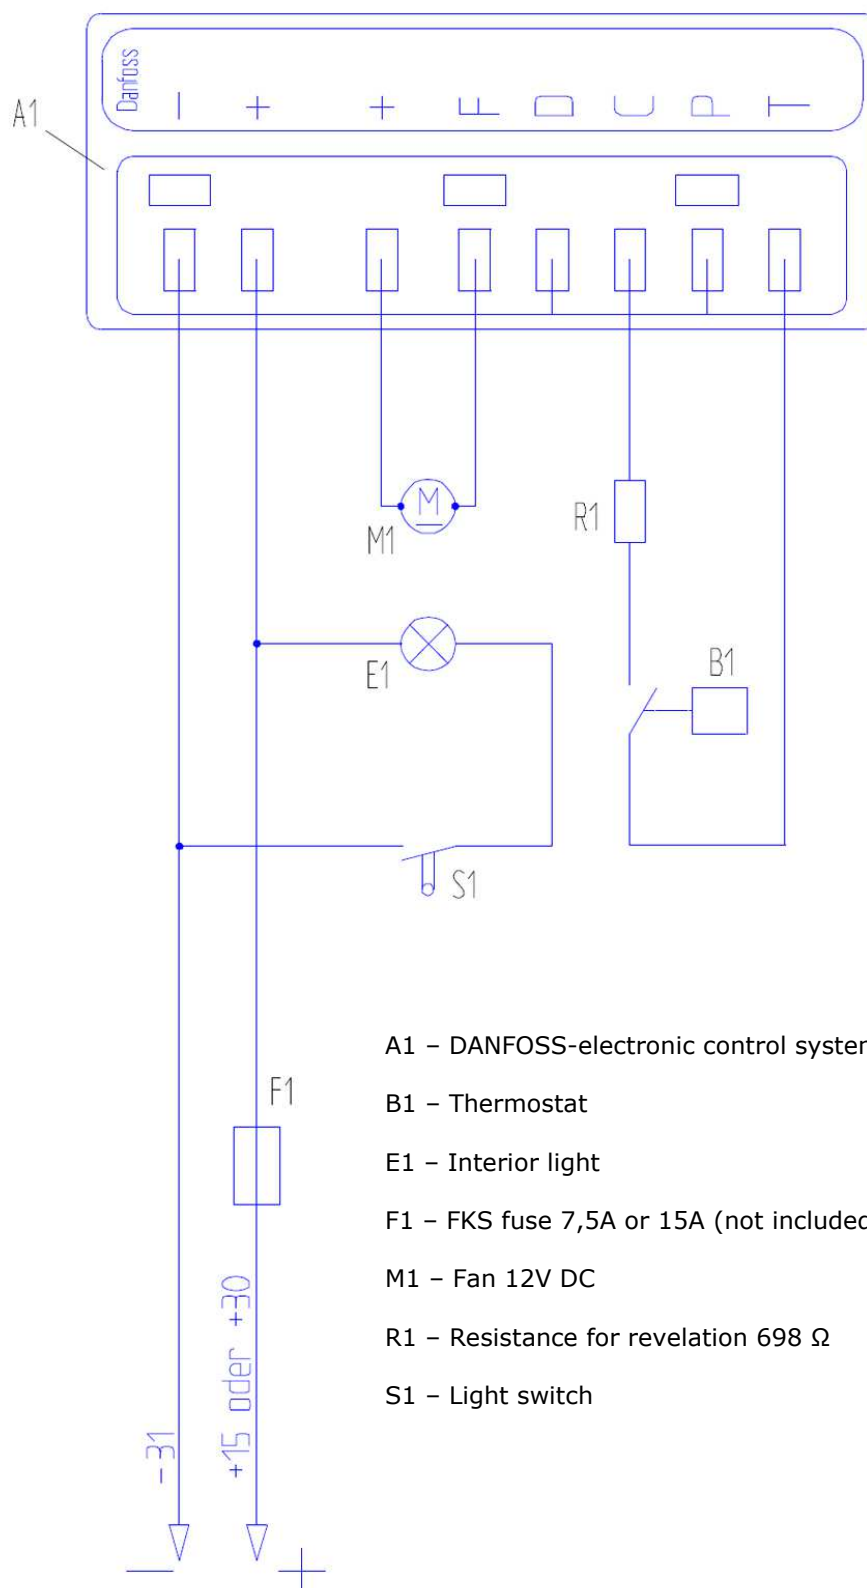 Danfoss
– + + F D C P T
A1
M
M1
R1
E1
B1
S1
F1
A1 – DANFOSS-electronic control system
B1 – Thermostat
E1 – Interior light
F1 – FKS fuse 7,5A or 15A (not included
M1 – Fan 12V DC
R1 – Resistance for revelation 698 Ω
S1 – Light switch
-31
+15 oder +30
– +